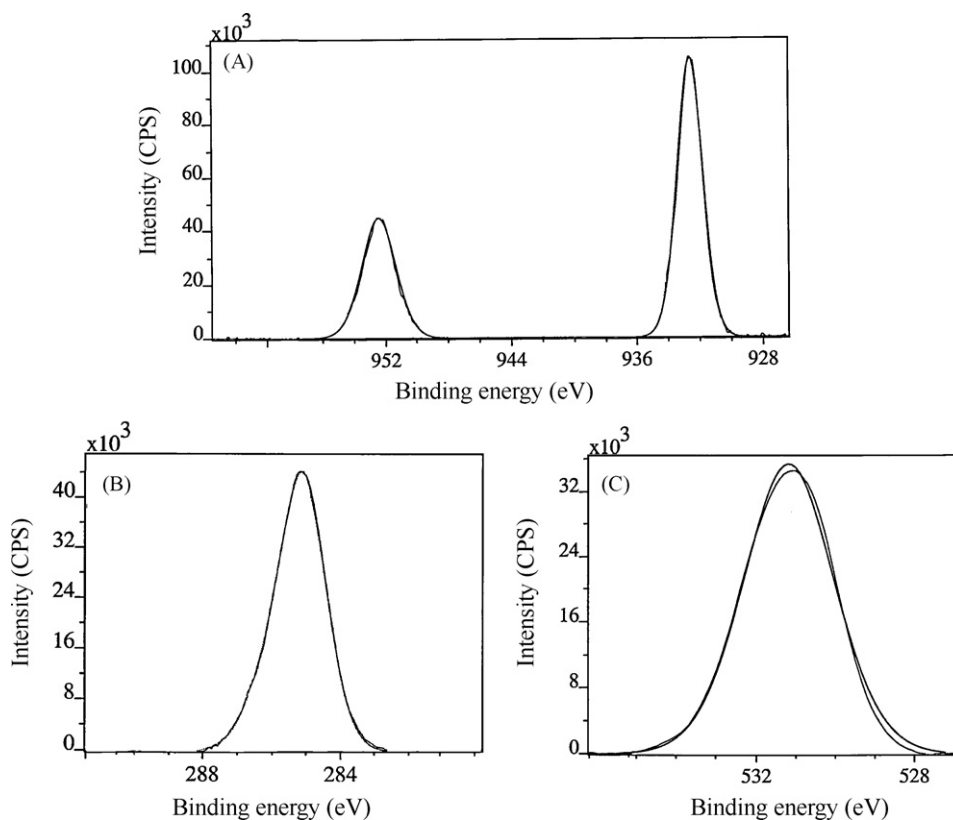 x10³
(A)
100
80
60
40
20
0
Intensity (CPS)
952 944 936 928
Binding energy (eV)
x10³
(B)
40
32
24
16
8
0
Intensity (CPS)
288 284
Binding energy (eV)
x10³
(C)
32
24
16
8
0
Intensity (CPS)
532 528
Binding energy (eV)